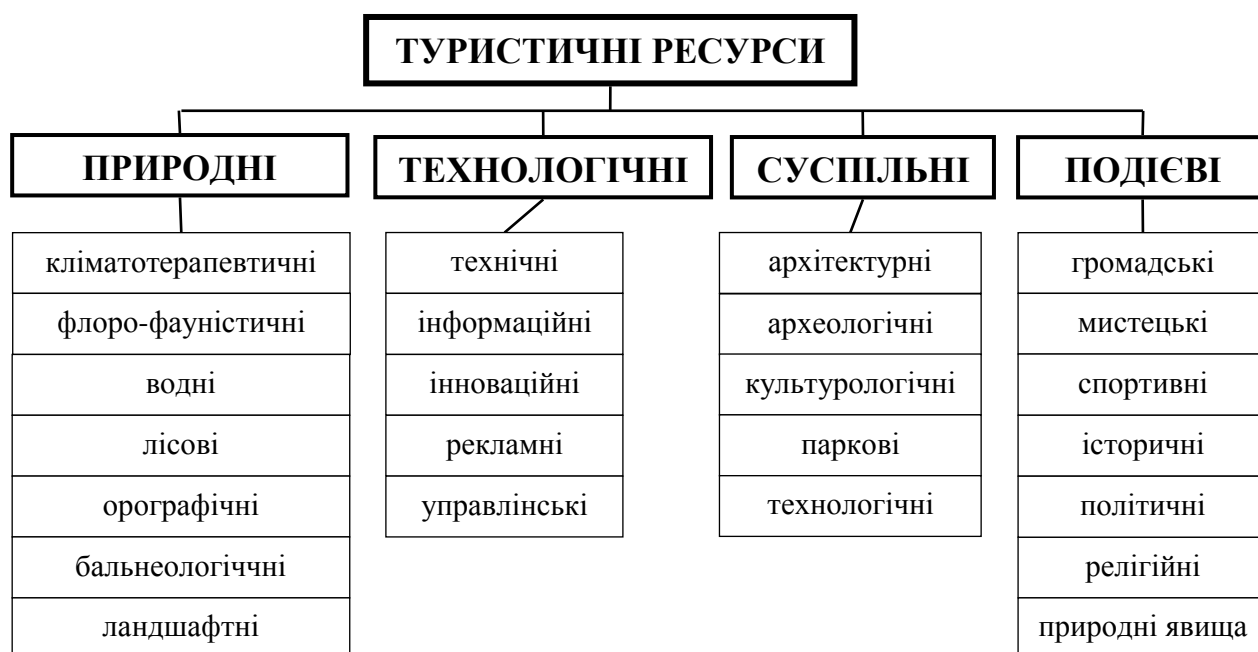 ТУРИСТИЧНІ РЕСУРСИ
ПРИРОДНІ
кліматотерапевтичні
флоро-фауністичні
водні
лісові
орографічні
бальнеологіччні
ландшафтні
ТЕХНОЛОГІЧНІ
технічні
інформаційні
інноваційні
рекламні
управлінські
СУСПІЛЬНІ
архітектурні
археологічні
культурологічні
паркові
технологічні
ПОДІЄВІ
громадські
мистецькі
спортивні
історичні
політичні
релігійні
природні явища